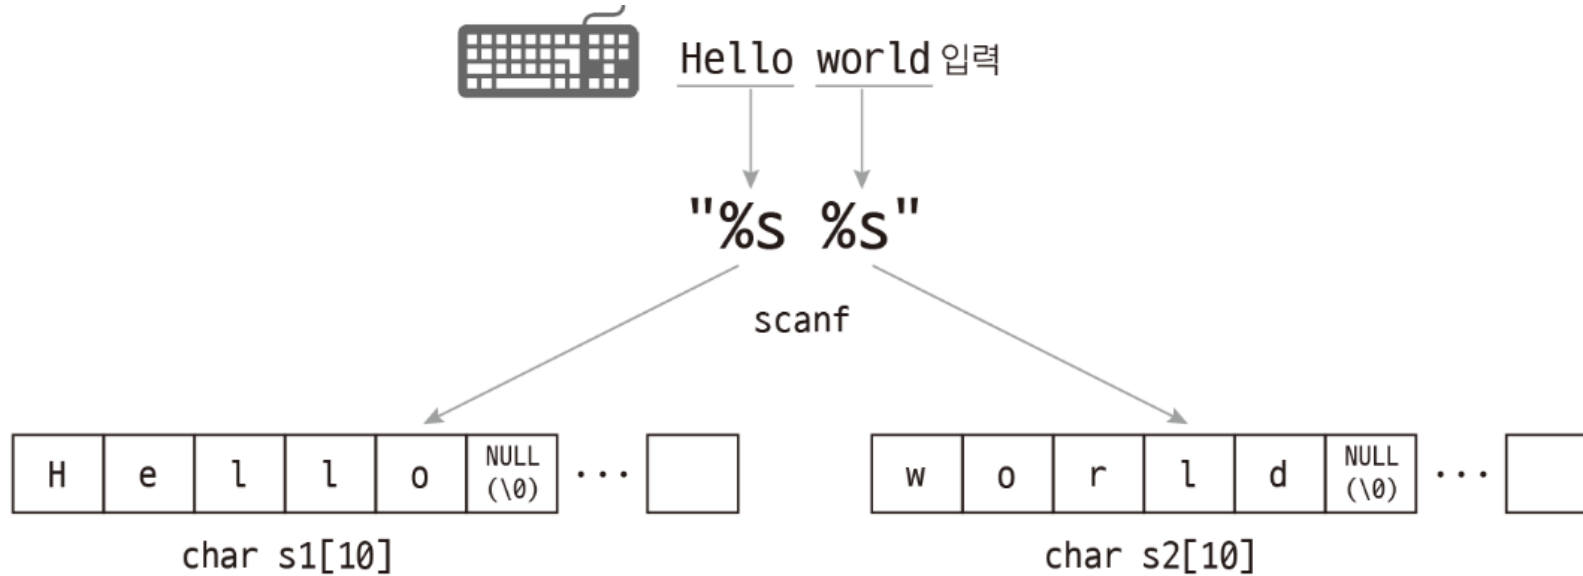 Hello world 입력
"%s %s"
scanf
H e l l o NULL (\0) ... w o r l d NULL (\0) ...
char s1[10] char s2[10]